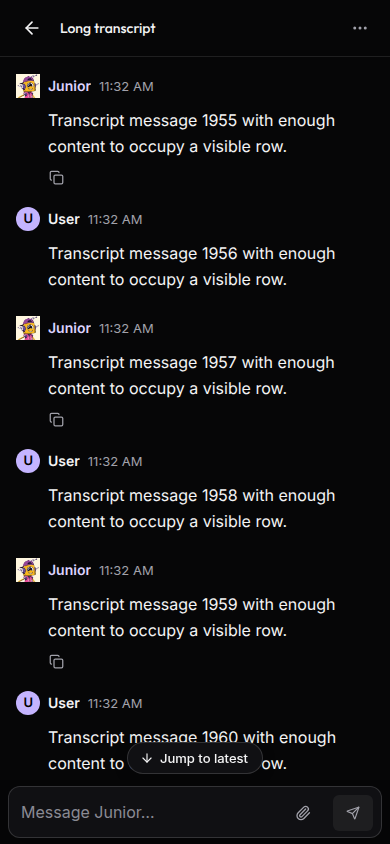 Long transcript
Junior 11:32 AM
Transcript message 1955 with enough
content to occupy a visible row.
U User 11:32 AM
Transcript message 1956 with enough
content to occupy a visible row.
Junior 11:32 AM
Transcript message 1957 with enough
content to occupy a visible row.
U User 11:32 AM
Transcript message 1958 with enough
content to occupy a visible row.
Junior 11:32 AM
Transcript message 1959 with enough
content to occupy a visible row.
U User 11:32 AM
Transcript message 1960 with enough
content to row.
Jump to latest
Message Junior...